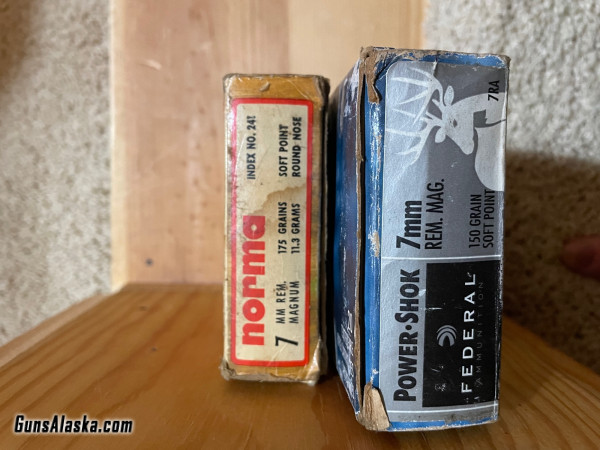 norma
7 MM REM.
MAGNUM
175 GRAINS
11.3 GRAMS
INDEX NO. 241
SOFT POINT
ROUND NOSE
POWER•SHOK
7mm
REM. MAG.
150 GRAIN
SOFT POINT
7RA
FEDERAL
AMMUNITION
GunsAlaska.com